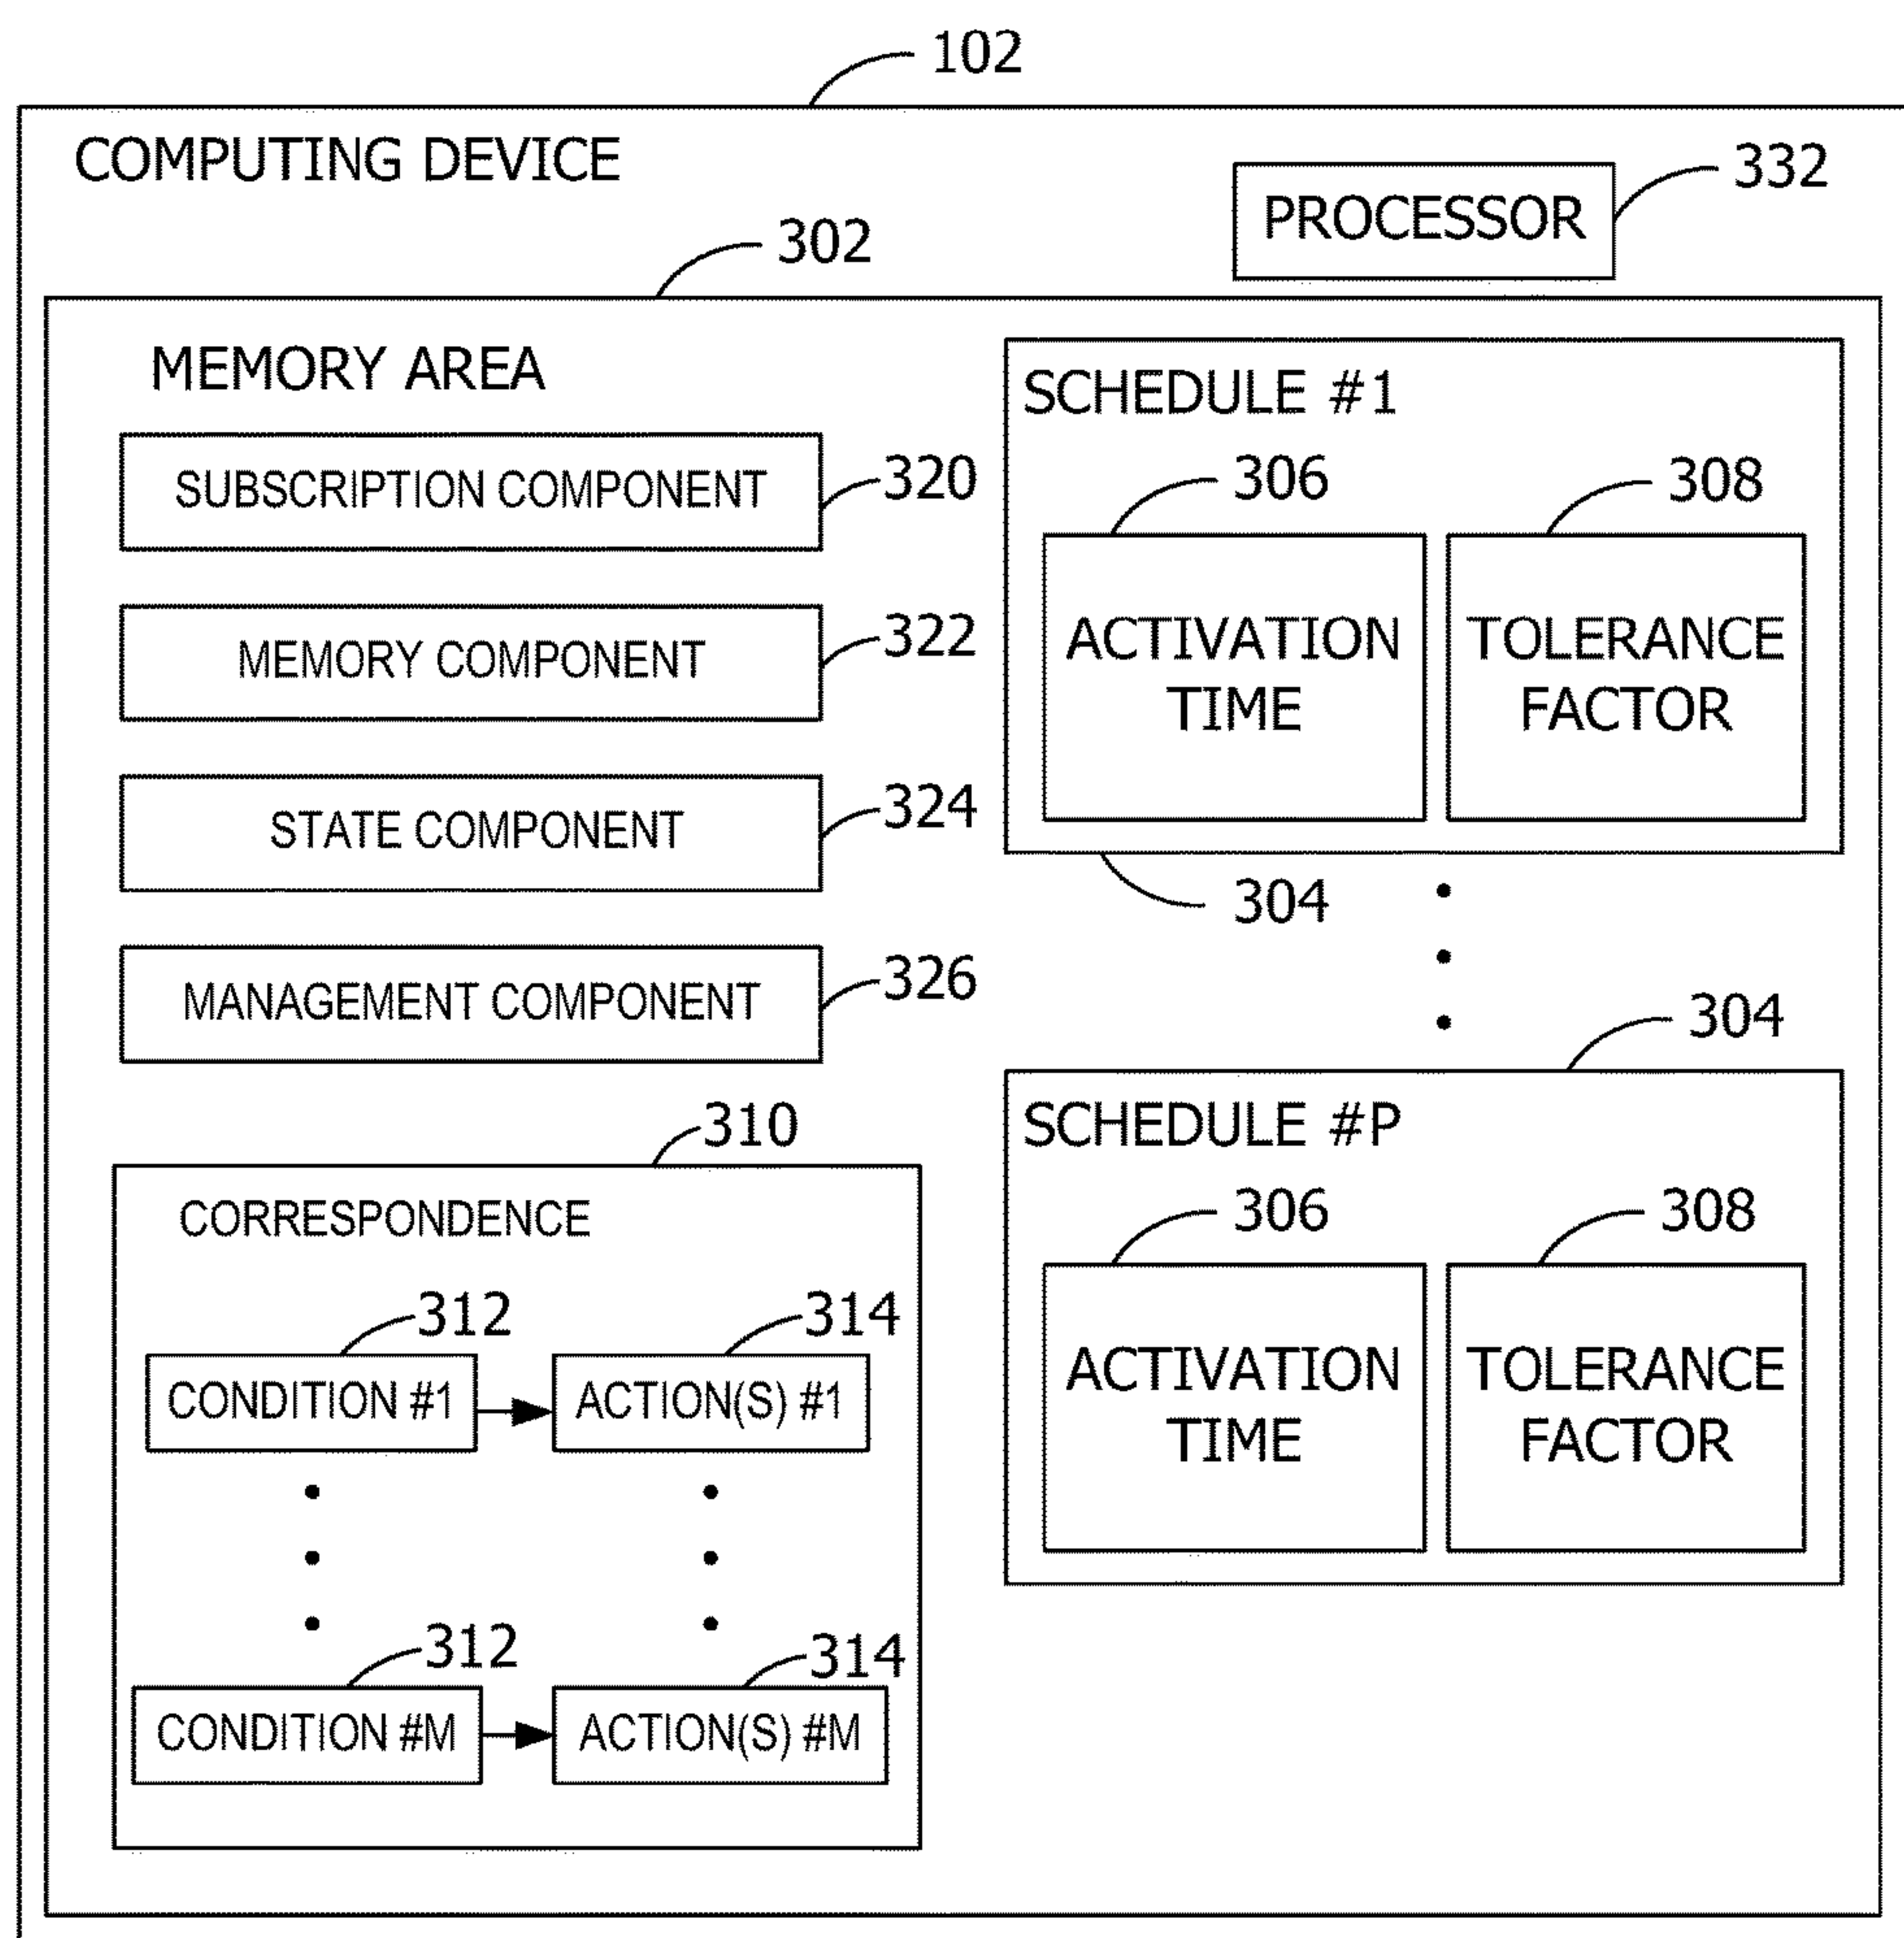 102
COMPUTING DEVICE
332
PROCESSOR
302
MEMORY AREA
SUBSCRIPTION COMPONENT
320
MEMORY COMPONENT
322
STATE COMPONENT
324
MANAGEMENT COMPONENT
326
SCHEDULE #1
306
308
ACTIVATION
TIME
TOLERANCE
FACTOR
304
304
SCHEDULE #P
306
308
ACTIVATION
TIME
TOLERANCE
FACTOR
310
CORRESPONDENCE
312
314
CONDITION #1
ACTION(S) #1
312
314
CONDITION #M
ACTION(S) #M